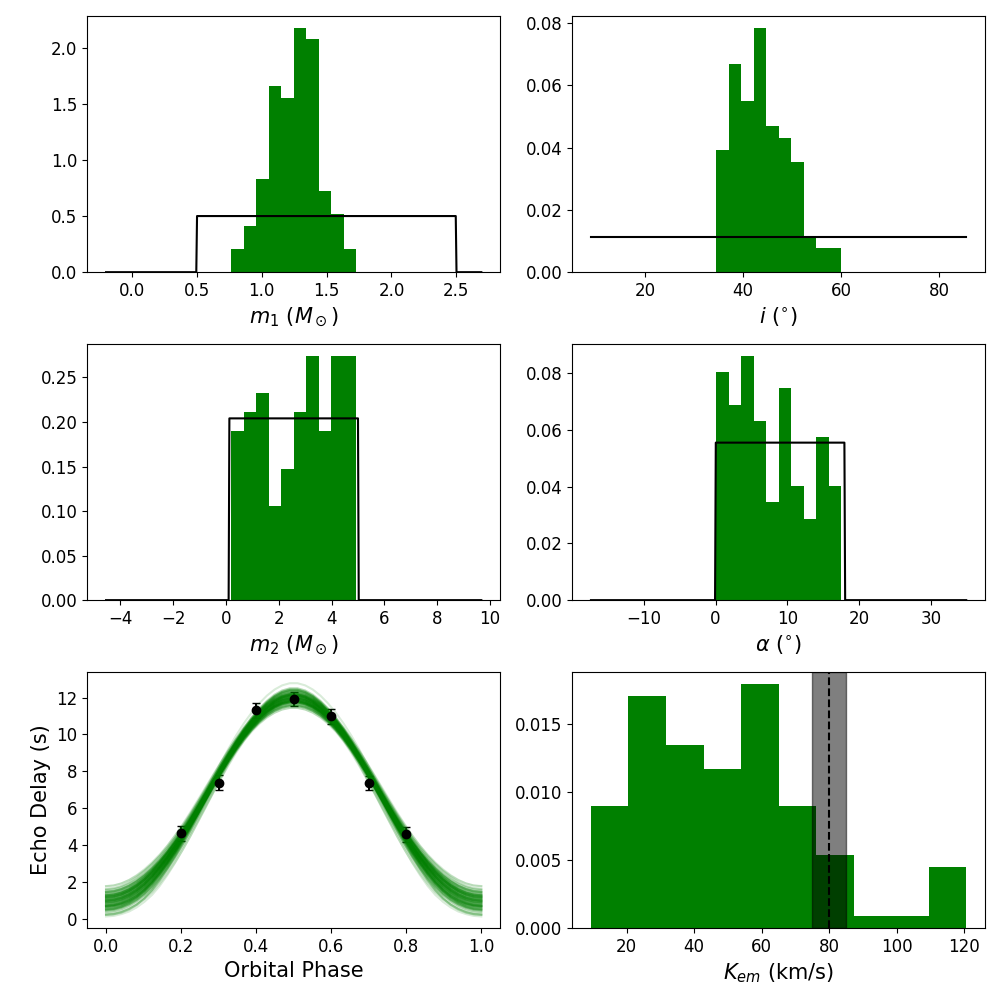 2.0
1.5
1.0
0.5
0.0
0.0 0.5 1.0 1.5 2.0 2.5
m₁ (M⊙)
0.08
0.06
0.04
0.02
0.00
20 40 60 80
i (°)
0.25
0.20
0.15
0.10
0.05
0.00
−4 −2 0 2 4 6 8 10
m₂ (M⊙)
0.08
0.06
0.04
0.02
0.00
−10 0 10 20 30
α (°)
Echo Delay (s)
12
10
8
6
4
2
0
0.0 0.2 0.4 0.6 0.8 1.0
Orbital Phase
0.015
0.010
0.005
0.000
20 40 60 80 100 120
K_em (km/s)